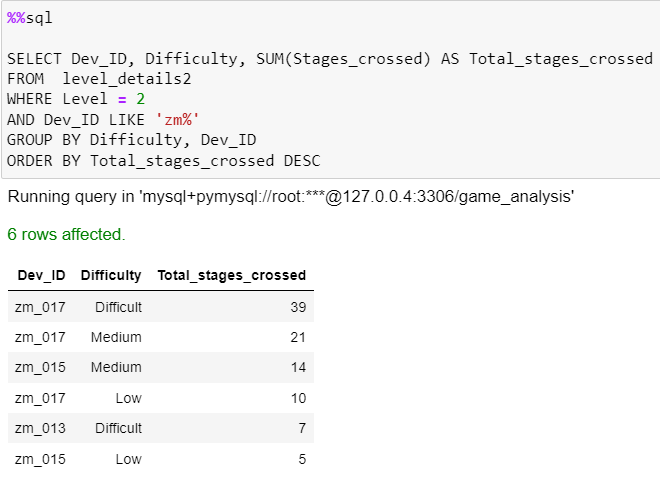 %%sql
SELECT Dev_ID, Difficulty, SUM(Stages_crossed) AS Total_stages_crossed
FROM  level_details2
WHERE Level = 2
AND Dev_ID LIKE 'zm%'
GROUP BY Difficulty, Dev_ID
ORDER BY Total_stages_crossed DESC
Running query in 'mysql+pymysql://root:***@127.0.0.4:3306/game_analysis'
6 rows affected.
Dev_ID Difficulty Total_stages_crossed
zm_017 Difficult 39
zm_017 Medium 21
zm_015 Medium 14
zm_017 Low 10
zm_013 Difficult 7
zm_015 Low 5